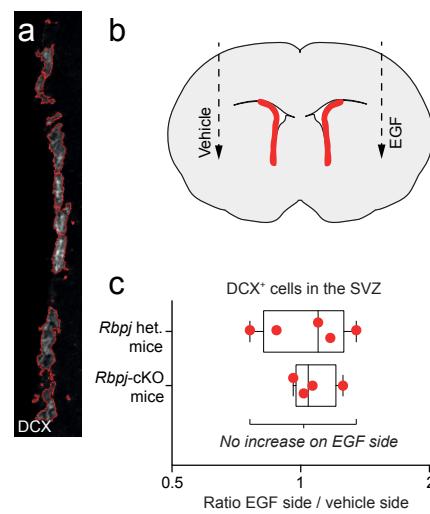 a
DCX
b
Vehicle
EGF
c
DCX⁺ cells in the SVZ
Rbpj het.
mice
Rbpj-cKO
mice
No increase on EGF side
0.5
1
2
Ratio EGF side / vehicle side